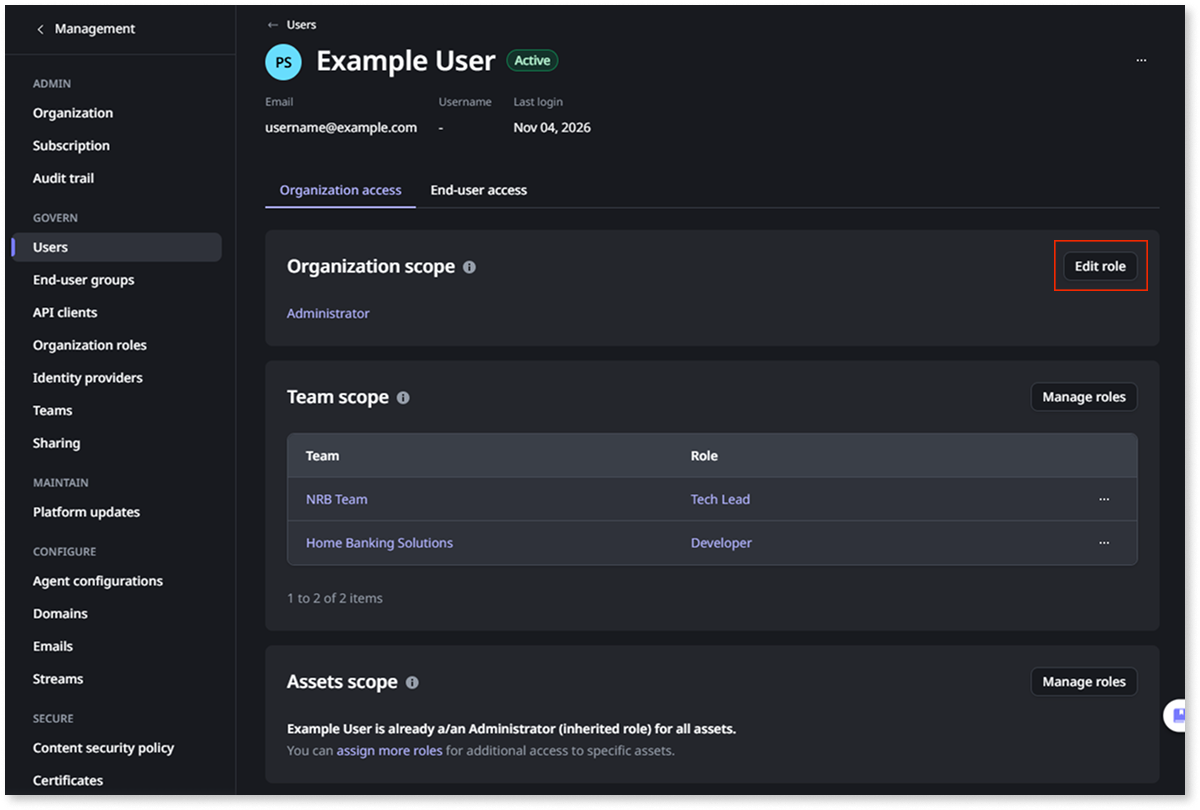 Management
ADMIN
Organization
Subscription
Audit trail
GOVERN
Users
End-user groups
API clients
Organization roles
Identity providers
Teams
Sharing
MAINTAIN
Platform updates
CONFIGURE
Agent configurations
Domains
Emails
Streams
SECURE
Content security policy
Certificates
← Users
PS Example User Active ...
Email Username Last login
username@example.com - Nov 04, 2026
Organization access End-user access
Organization scope Edit role
Administrator
Team scope Manage roles
Team Role
NRB Team Tech Lead ...
Home Banking Solutions Developer ...
1 to 2 of 2 items
Assets scope Manage roles
Example User is already a/an Administrator (inherited role) for all assets.
You can assign more roles for additional access to specific assets.